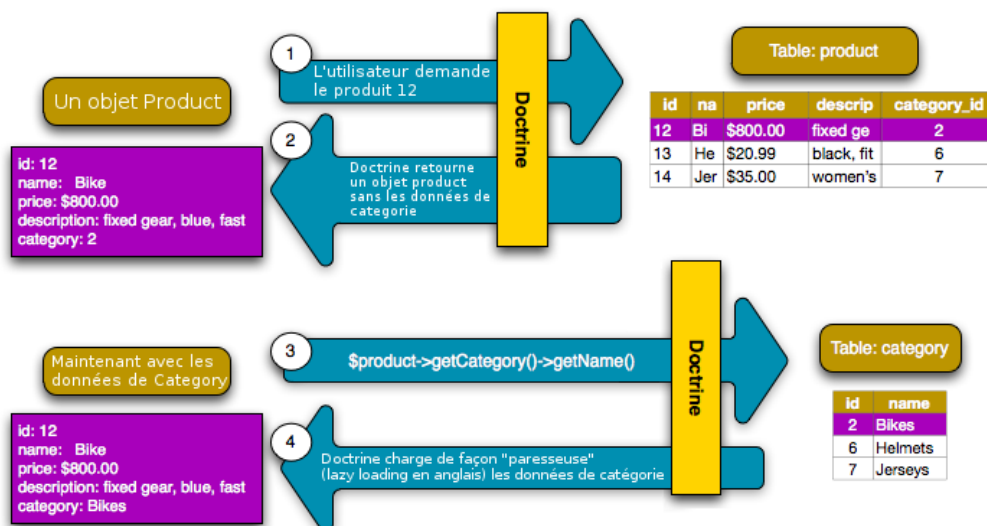 1
L'utilisateur demande
le produit 12
Doctrine
Table: product
Un objet Product
id na price descrip category_id
12 Bi $800.00 fixed ge 2
13 He $20.99 black, fit 6
14 Jer $35.00 women's 7
2
Doctrine retourne
un objet product
sans les données de
categorie
id: 12
name: Bike
price: $800.00
description: fixed gear, blue, fast
category: 2
3
$product->getCategory()->getName()
Doctrine
Table: category
Maintenant avec les
données de Category
id name
2 Bikes
6 Helmets
7 Jerseys
4
Doctrine charge de façon "paresseuse"
(lazy loading en anglais) les données de catégorie
id: 12
name: Bike
price: $800.00
description: fixed gear, blue, fast
category: Bikes